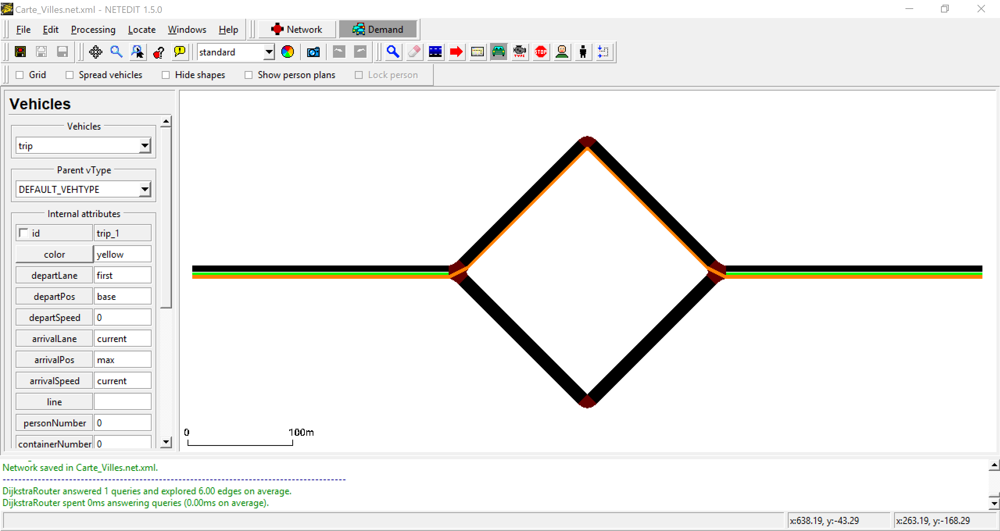 Carte_Villes.net.xml - NETEDIT 1.5.0
File Edit Processing Locate Windows Help Network Demand
standard TYPE STOP
Grid Spread vehicles Hide shapes Show person plans Lock person
Vehicles
Vehicles
trip
Parent vType
DEFAULT_VEHTYPE
Internal attributes
id trip_1
color yellow
departLane first
departPos base
departSpeed 0
arrivalLane current
arrivalPos max
arrivalSpeed current
line
personNumber 0
containerNumber 0
0 100m
Network saved in Carte_Villes.net.xml.
----------------------------------------------------------------------------------------
DijkstraRouter answered 1 queries and explored 6.00 edges on average.
DijkstraRouter spent 0ms answering queries (0.00ms on average).
x:638.19, y:-43.29 x:263.19, y:-168.29